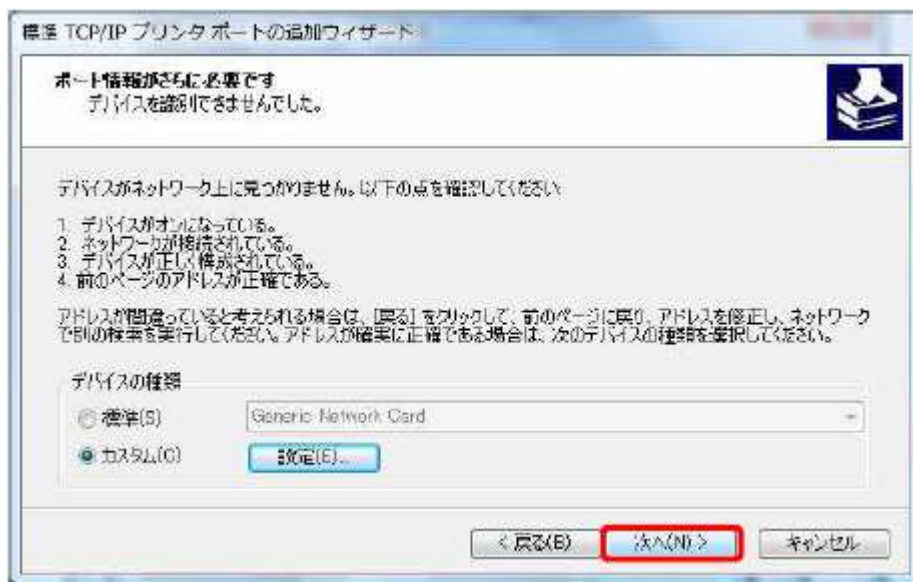 標準 TCP/IP プリンタ ポートの追加ウィザード
ポート情報がさらに必要です
デバイスを識別できませんでした。
デバイスがネットワーク上に見つかりません。以下の点を確認してください:
1. デバイスがオンになっている。
2. ネットワークが接続されている。
3. デバイスが正しく構成されている。
4. 前のページのアドレスが正確である。
アドレスが間違っていると考えられる場合は、[戻る] をクリックして、前のページに戻り、アドレスを修正し、ネットワーク
で別の検索を実行してください。アドレスが確実に正確である場合は、次のデバイスの種類を選択してください。
デバイスの種類
標準(S)
Generic Network Card
カスタム(C)
設定(E)...
< 戻る(B)
次へ(N) >
キャンセル